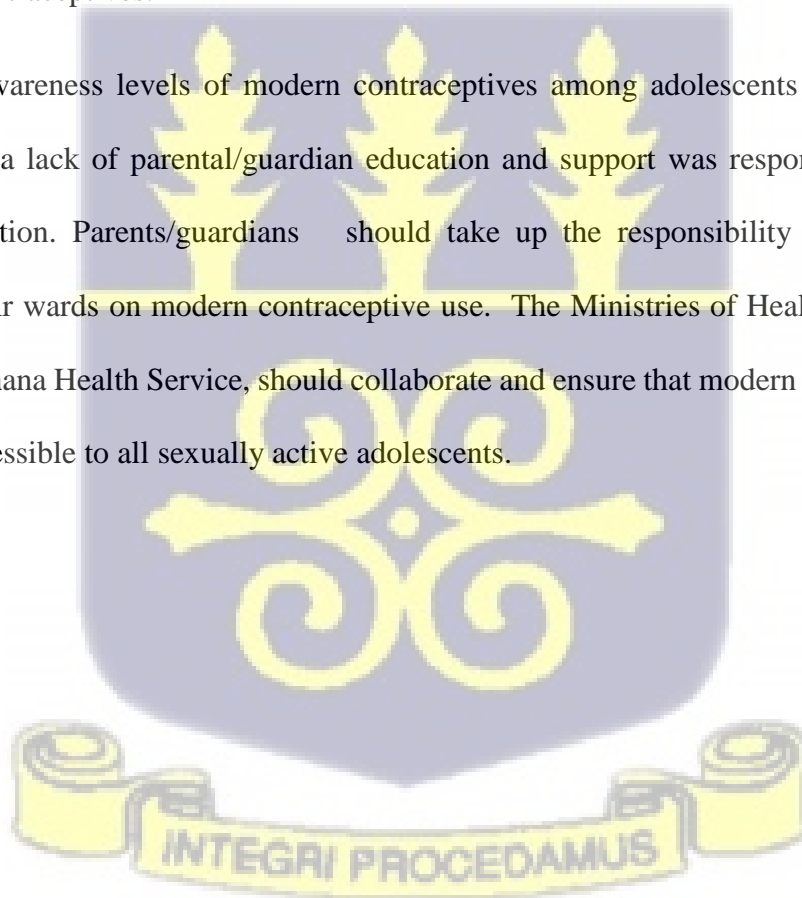 wareness levels of modern contraceptives among adolescents
a lack of parental/guardian education and support was respon
tion. Parents/guardians should take up the responsibility
ir wards on modern contraceptive use. The Ministries of Heal
nana Health Service, should collaborate and ensure that modern
essible to all sexually active adolescents.
INTEGRI PROCEDAMUS